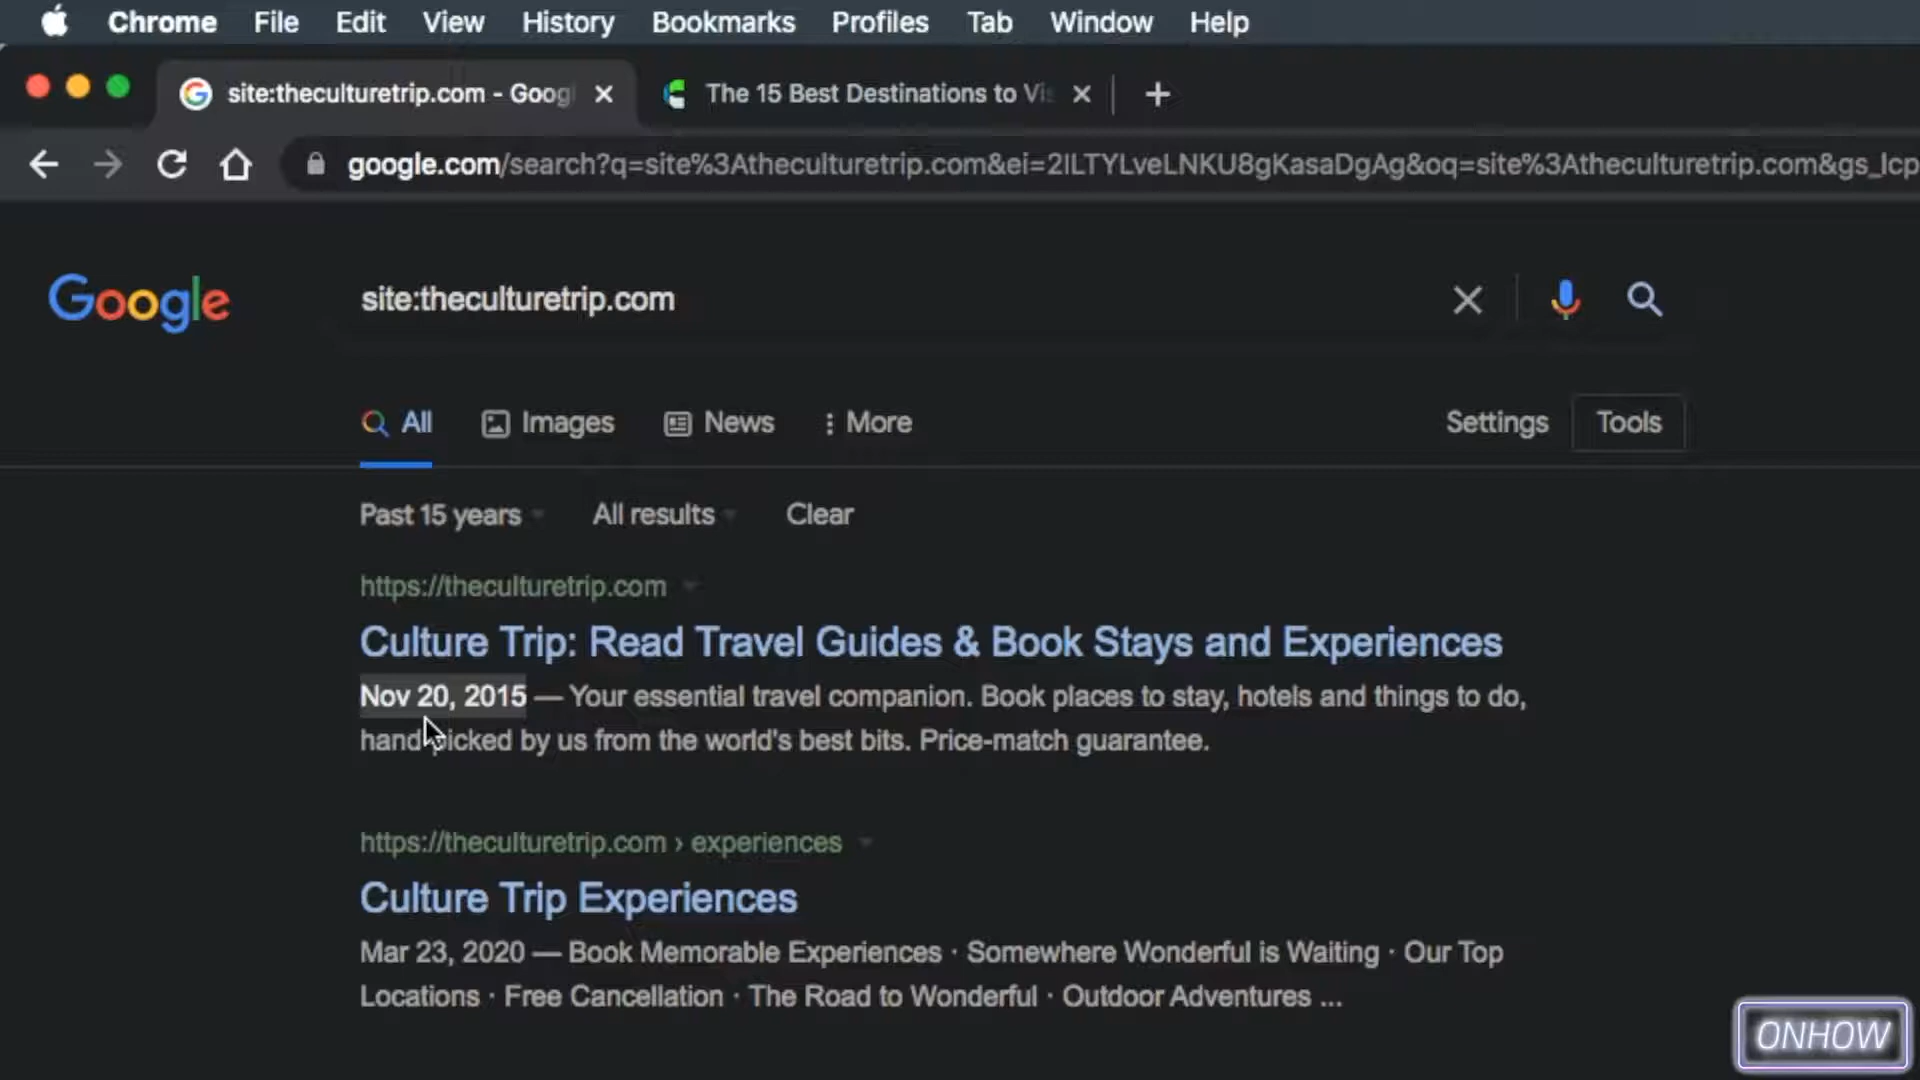 Chrome File Edit View History Bookmarks Profiles Tab Window Help
site:theculturetrip.com - Goog
The 15 Best Destinations to Vis
google.com/search?q=site%3Atheculturetrip.com&ei=2ILTYLveLNKU8gKasaDgAg&oq=site%3Atheculturetrip.com&gs_lcp
Google
site:theculturetrip.com
All Images News More Settings Tools
Past 15 years All results Clear
https://theculturetrip.com
Culture Trip: Read Travel Guides & Book Stays and Experiences
Nov 20, 2015 — Your essential travel companion. Book places to stay, hotels and things to do,
hand-picked by us from the world's best bits. Price-match guarantee.
https://theculturetrip.com › experiences
Culture Trip Experiences
Mar 23, 2020 — Book Memorable Experiences · Somewhere Wonderful is Waiting · Our Top
Locations · Free Cancellation · The Road to Wonderful · Outdoor Adventures ...
ONHOW